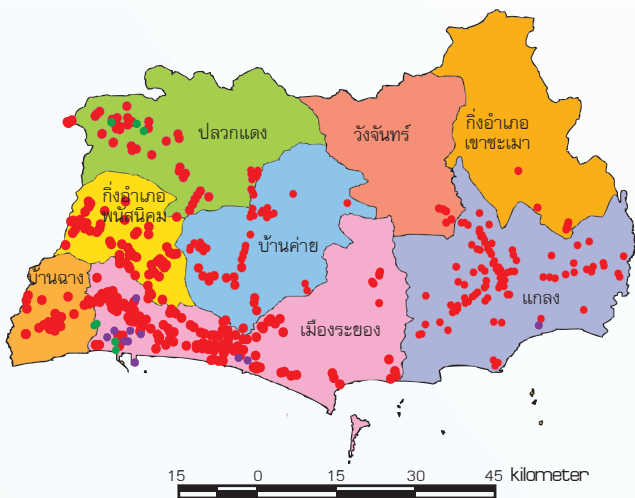 ปลวกแดง
วังจันทร์
กิ่งอำเภอ
เขาชะเมา
กิ่งอำเภอ
พนัสนิคม
บ้านค่าย
บ้านฉาง
แกลง
เมืองระยอง
15 0 15 30 45 kilometer